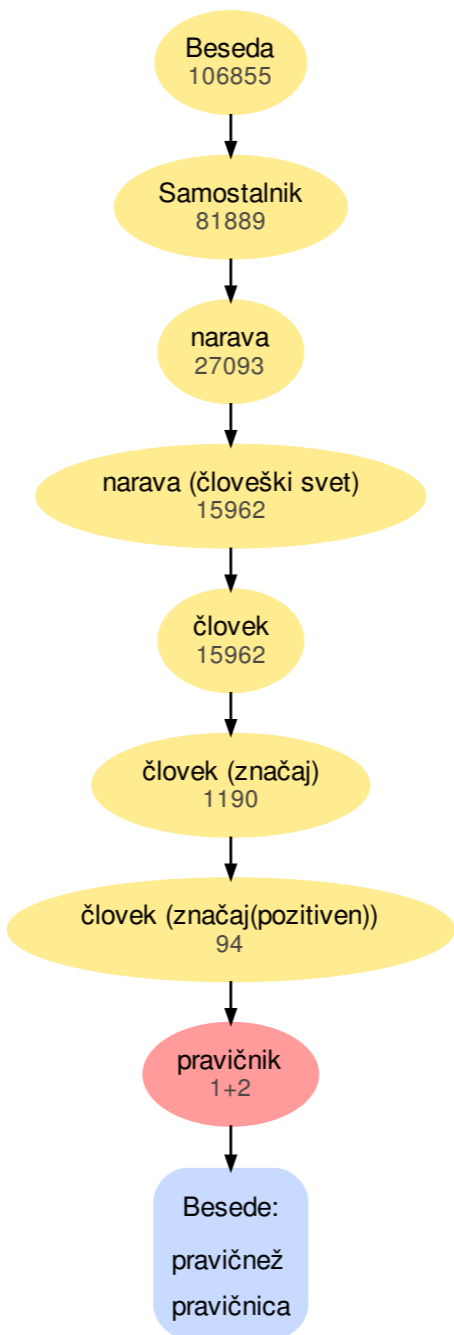 Beseda
106855
Samostalnik
81889
narava
27093
narava (človeški svet)
15962
človek
15962
človek (značaj)
1190
človek (značaj(pozitiven))
94
pravičnik
1+2
Besede:
pravičnež
pravičnica